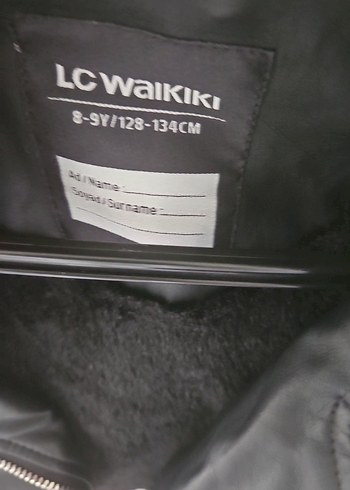 LC WAIKIKI
8-9Y/128-134CM
Ad / Name :
Soyad / Surname :